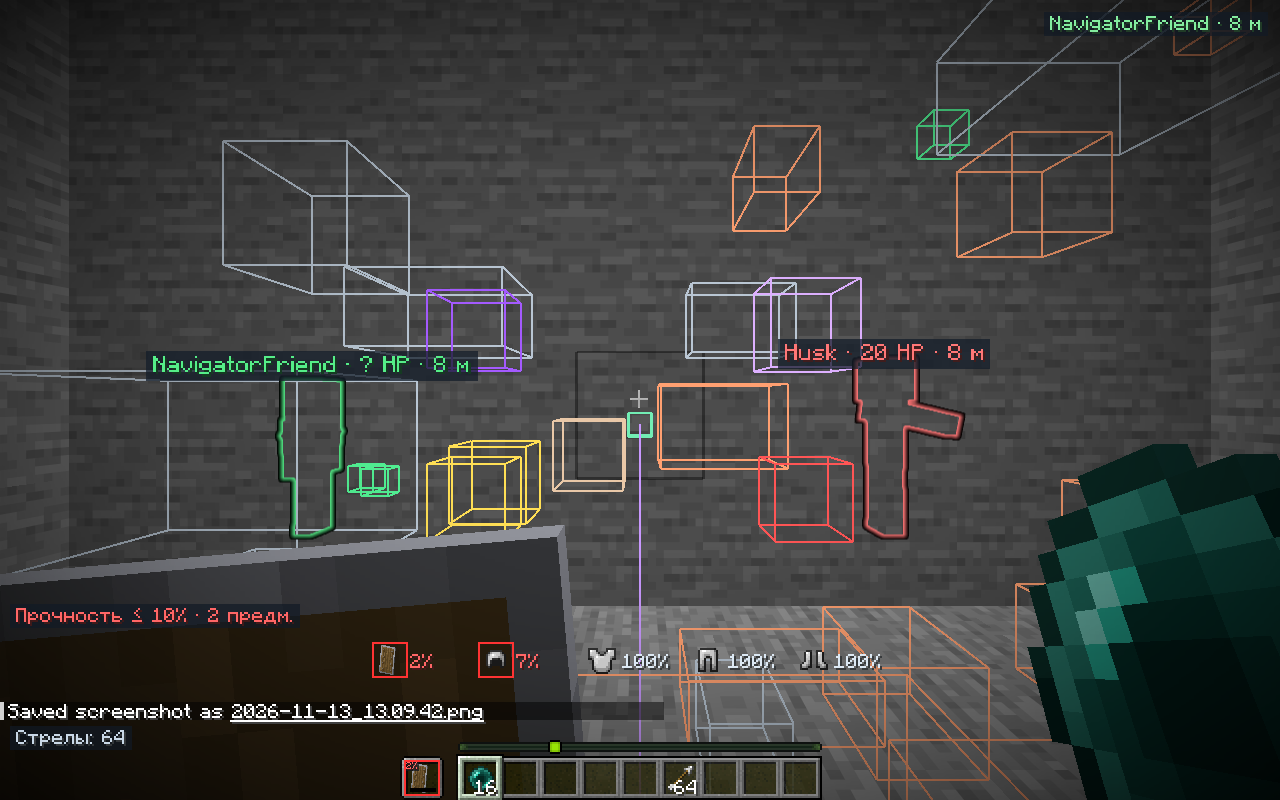 NavigatorFriend · 8 м
Husk · 20 HP · 8 м
NavigatorFriend · ? HP · 8 м
Прочность ≤ 10% · 2 предм.
2% 7% 100% 100% 100%
Saved screenshot as 2026-11-13_13.09.42.png
Стрелы: 64
2% 16 64